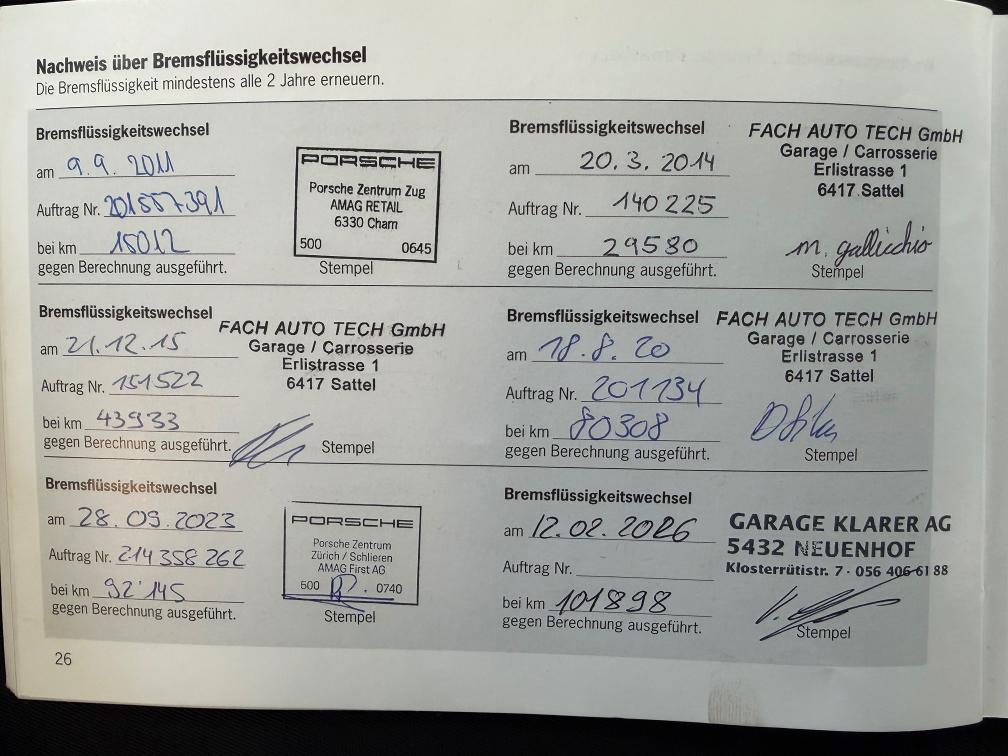 Nachweis über Bremsflüssigkeitswechsel
Die Bremsflüssigkeit mindestens alle 2 Jahre erneuern.
Bremsflüssigkeitswechsel
am 9.9. 2011
Auftrag Nr. 201557391
bei km 15012
gegen Berechnung ausgeführt.
PORSCHE
Porsche Zentrum Zug
AMAG RETAIL
6330 Cham
500 0645
Stempel
Bremsflüssigkeitswechsel
am 20.3.2014
Auftrag Nr. 140225
bei km 29580
gegen Berechnung ausgeführt.
FACH AUTO TECH GmbH
Garage / Carrosserie
Erlistrasse 1
6417 Sattel
m. gallicchio
Stempel
Bremsflüssigkeitswechsel
am 21.12.15
Auftrag Nr. 151522
bei km 43933
gegen Berechnung ausgeführt.
FACH AUTO TECH GmbH
Garage / Carrosserie
Erlistrasse 1
6417 Sattel
Stempel
Bremsflüssigkeitswechsel
am 18.8.20
Auftrag Nr. 201134
bei km 80308
gegen Berechnung ausgeführt.
FACH AUTO TECH GmbH
Garage / Carrosserie
Erlistrasse 1
6417 Sattel
Stempel
Bremsflüssigkeitswechsel
am 28.09.2023
Auftrag Nr. 214358262
bei km 92'145
gegen Berechnung ausgeführt.
PORSCHE
Porsche Zentrum
Zürich / Schlieren
AMAG First AG
500 0740
Stempel
Bremsflüssigkeitswechsel
am 12.02.2026
Auftrag Nr.
bei km 101898
gegen Berechnung ausgeführt.
GARAGE KLARER AG
5432 NEUENHOF
Klosterrütistr. 7 · 056 406 61 88
Stempel
26